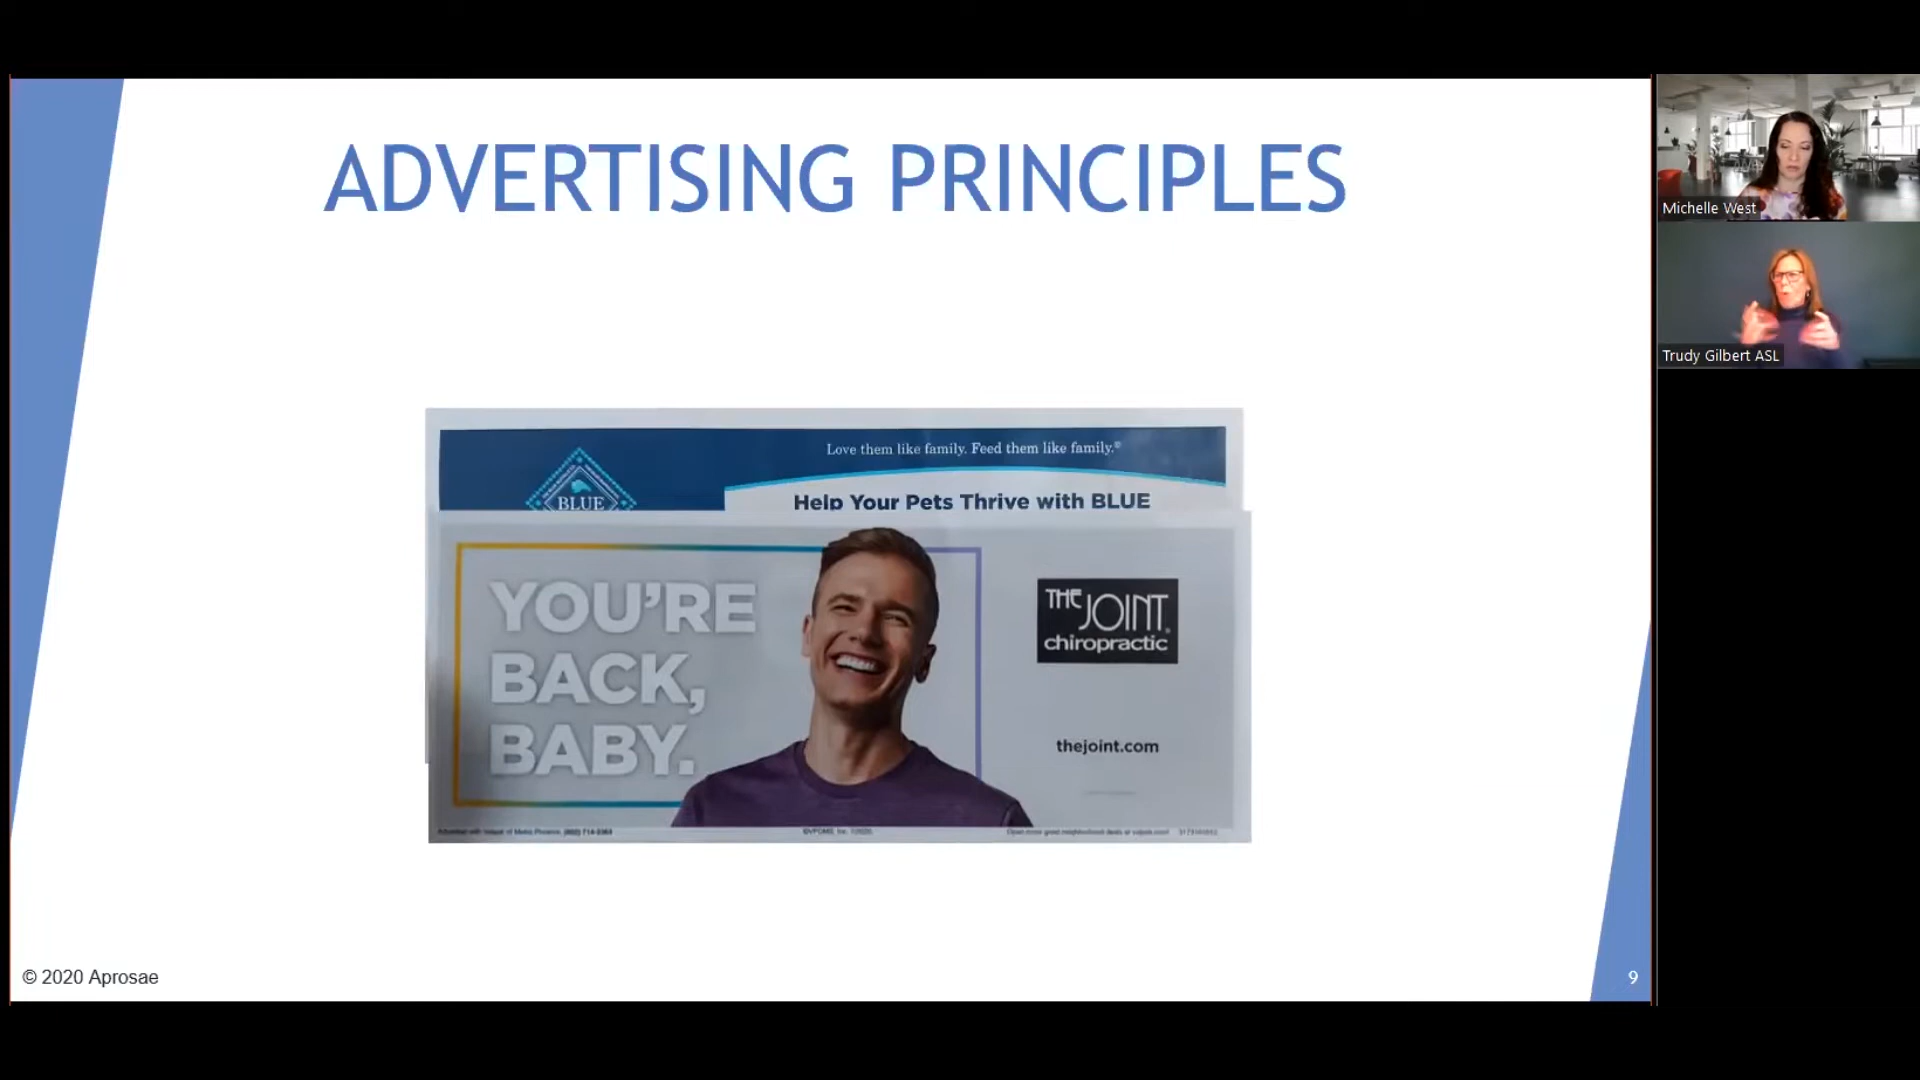 ADVERTISING PRINCIPLES
Love them like family. Feed them like family.®
BLUE
Help Your Pets Thrive with BLUE
YOU'RE
BACK,
BABY.
THE JOINT
chiropractic
thejoint.com
© 2020 Aprosae
9
Michelle West
Trudy Gilbert ASL